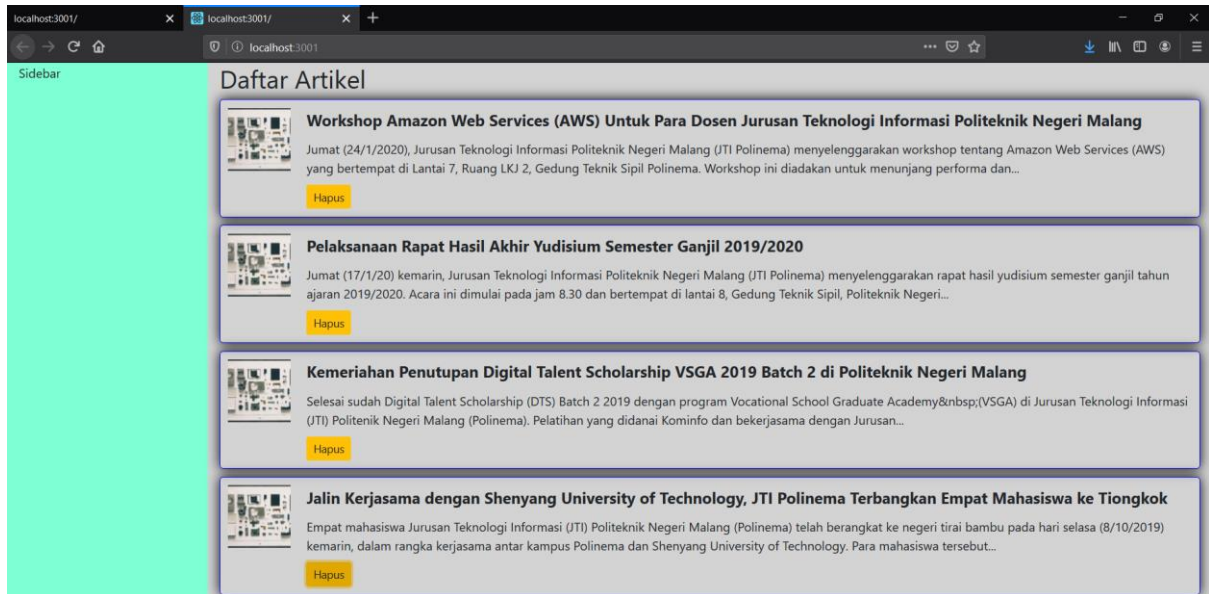 localhost:3001/
localhost:3001/
localhost:3001
Sidebar
Daftar Artikel
Workshop Amazon Web Services (AWS) Untuk Para Dosen Jurusan Teknologi Informasi Politeknik Negeri Malang
Jumat (24/1/2020), Jurusan Teknologi Informasi Politeknik Negeri Malang (JTI Polinema) menyelenggarakan workshop tentang Amazon Web Services (AWS)
yang bertempat di Lantai 7, Ruang LKJ 2, Gedung Teknik Sipil Polinema. Workshop ini diadakan untuk menunjang performa dan...
Hapus
Pelaksanaan Rapat Hasil Akhir Yudisium Semester Ganjil 2019/2020
Jumat (17/1/20) kemarin, Jurusan Teknologi Informasi Politeknik Negeri Malang (JTI Polinema) menyelenggarakan rapat hasil yudisium semester ganjil tahun
ajaran 2019/2020. Acara ini dimulai pada jam 8.30 dan bertempat di lantai 8, Gedung Teknik Sipil, Politeknik Negeri...
Hapus
Kemeriahan Penutupan Digital Talent Scholarship VSGA 2019 Batch 2 di Politeknik Negeri Malang
Selesai sudah Digital Talent Scholarship (DTS) Batch 2 2019 dengan program Vocational School Graduate Academy&nbsp;(VSGA) di Jurusan Teknologi Informasi
(JTI) Politenik Negeri Malang (Polinema). Pelatihan yang didanai Kominfo dan bekerjasama dengan Jurusan...
Hapus
Jalin Kerjasama dengan Shenyang University of Technology, JTI Polinema Terbangkan Empat Mahasiswa ke Tiongkok
Empat mahasiswa Jurusan Teknologi Informasi (JTI) Politeknik Negeri Malang (Polinema) telah berangkat ke negeri tirai bambu pada hari selasa (8/10/2019)
kemarin, dalam rangka kerjasama antar kampus Polinema dan Shenyang University of Technology. Para mahasiswa tersebut...
Hapus